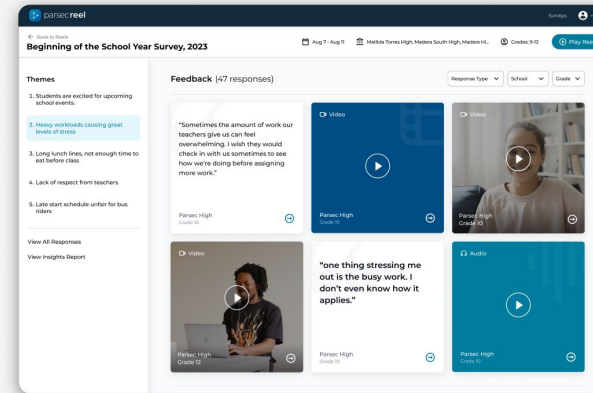 parsec reel
Surveys
Back to Reels
Beginning of the School Year Survey, 2023
Aug 7 - Aug 11
Matilda Torres High, Madera South High, Madera Hi...
Grades: 9-12
Play Reel
Themes
1. Students are excited for upcoming
school events.
2. Heavy workloads causing great
levels of stress
3. Long lunch lines, not enough time to
eat before class
4. Lack of respect from teachers
5. Late start schedule unfair for bus
riders
View All Responses
View Insights Report
Feedback (47 responses)
Response Type
School
Grade
"Sometimes the amount of work our
teachers give us can feel
overwhelming. I wish they would
check in with us sometimes to see
how we're doing before assigning
more work."
Parsec High
Grade 10
Video
Parsec High
Grade 10
Video
Parsec High
Grade 10
Video
Parsec High
Grade 12
"one thing stressing me
out is the busy work. I
don't even know how it
applies."
Parsec High
Grade 10
Audio
Parsec High
Grade 10